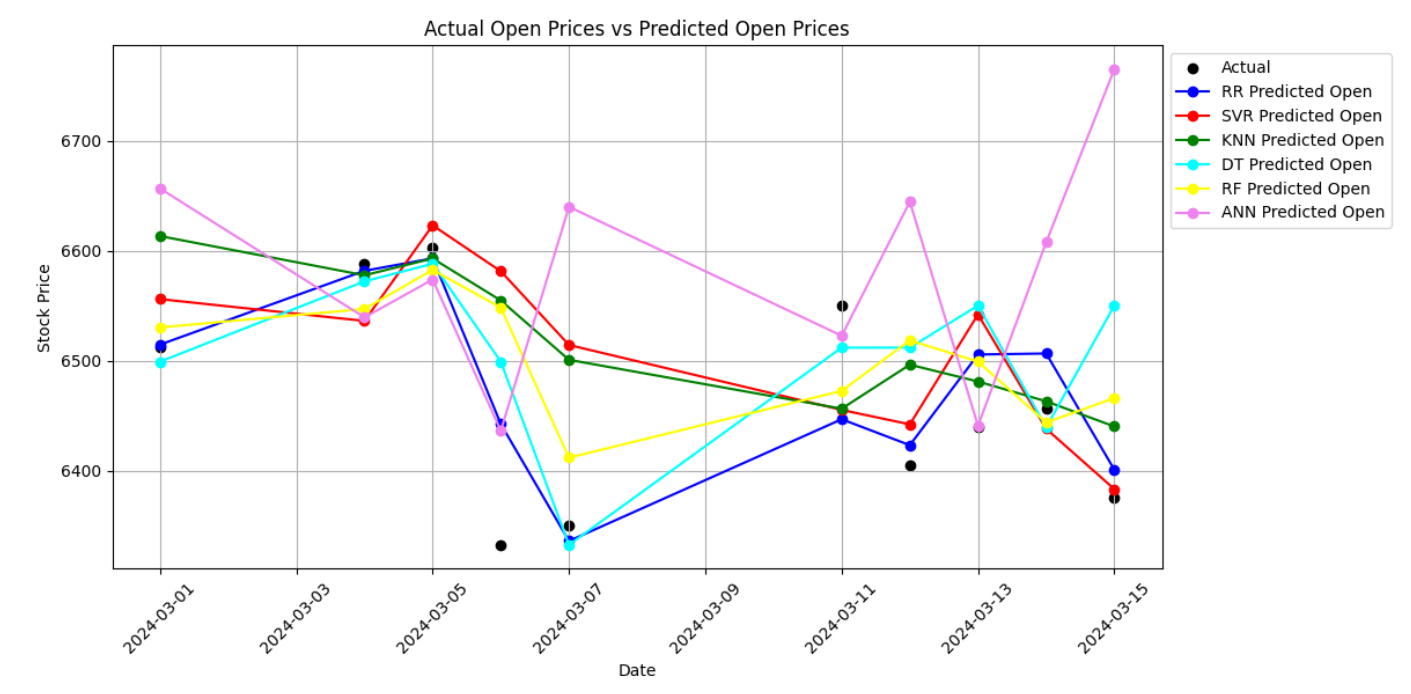 Actual Open Prices vs Predicted Open Prices
Actual
RR Predicted Open
SVR Predicted Open
KNN Predicted Open
DT Predicted Open
RF Predicted Open
ANN Predicted Open
Stock Price
6700
6600
6500
6400
2024-03-01
2024-03-03
2024-03-05
2024-03-07
2024-03-09
2024-03-11
2024-03-13
2024-03-15
Date